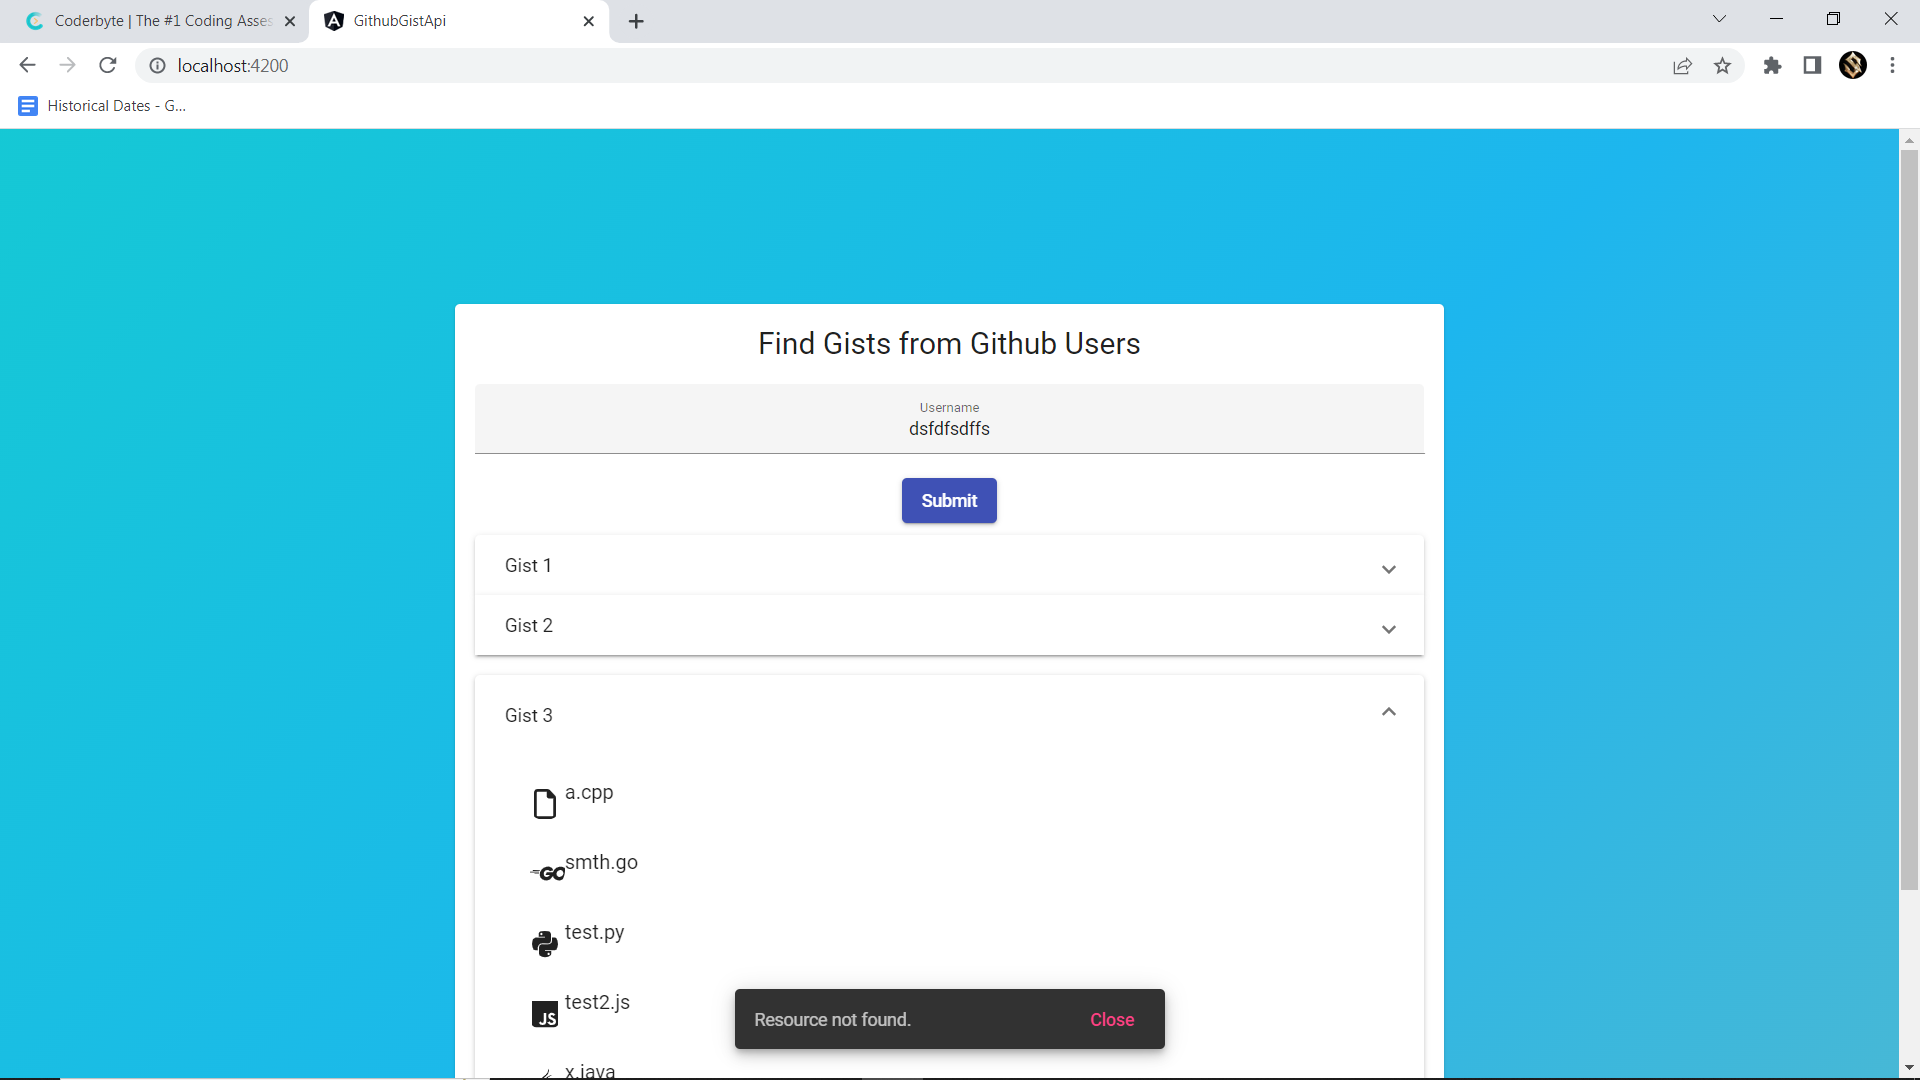 Coderbyte | The #1 Coding Asses
GithubGistApi
localhost:4200
Historical Dates - G...
Find Gists from Github Users
Username
dsfdfsdffs
Submit
Gist 1
Gist 2
Gist 3
a.cpp
GO smth.go
test.py
JS test2.js
x.java
Resource not found. Close